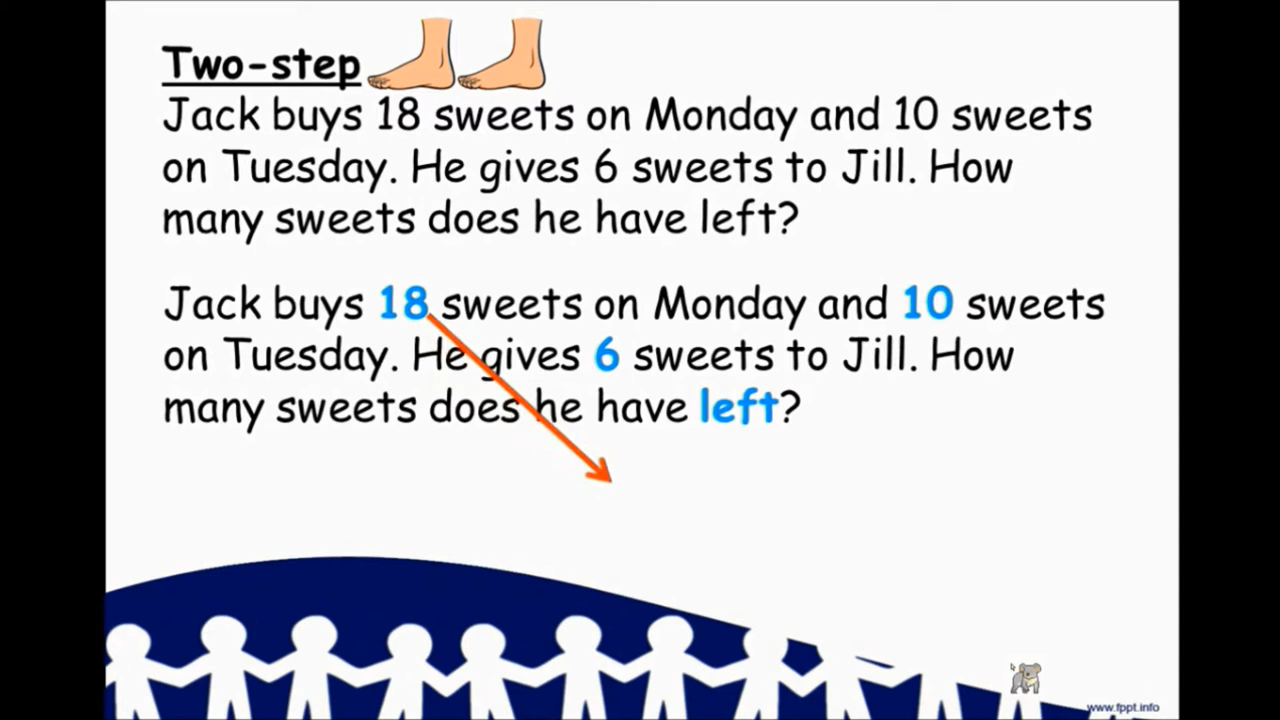 Two-step
Jack buys 18 sweets on Monday and 10 sweets
on Tuesday. He gives 6 sweets to Jill. How
many sweets does he have left?
Jack buys 18 sweets on Monday and 10 sweets
on Tuesday. He gives 6 sweets to Jill. How
many sweets does he have left?
www.fppt.info